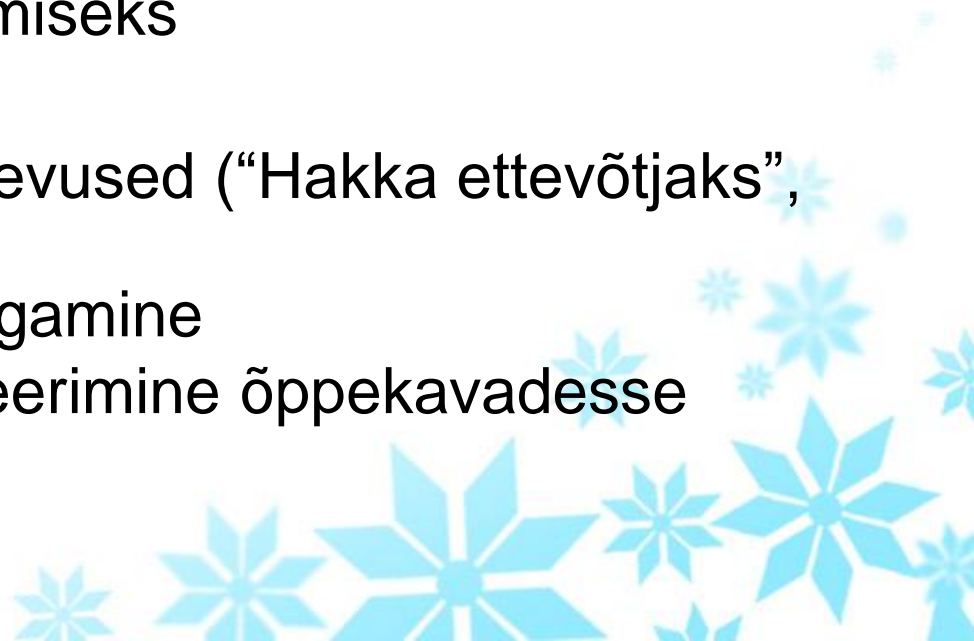 miseks
evused (“Hakka ettevõtjaks”,
gamine
eerimine õppekavadesse